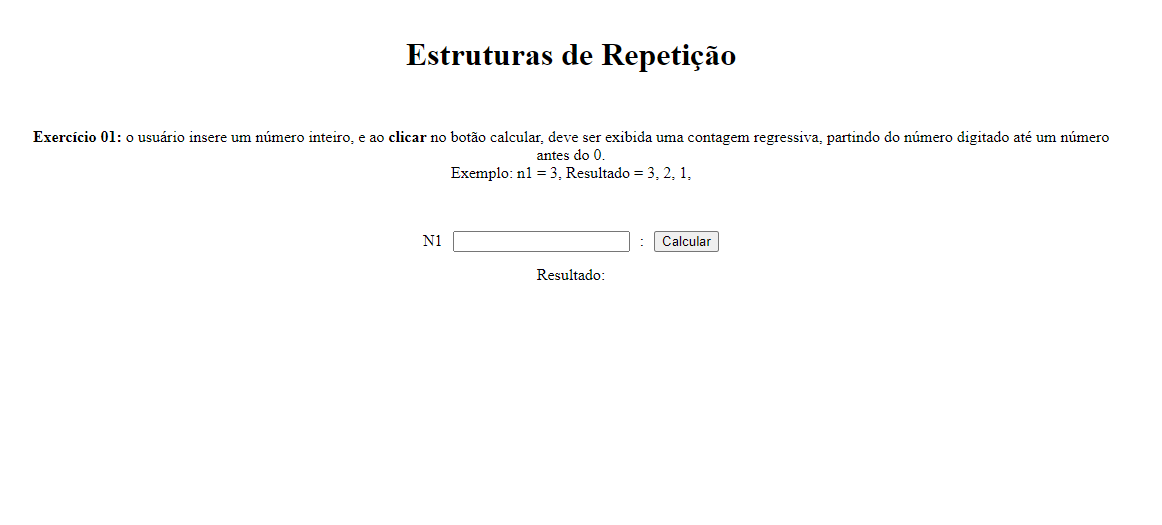 Estruturas de Repetição
Exercício 01: o usuário insere um número inteiro, e ao clicar no botão calcular, deve ser exibida uma contagem regressiva, partindo do número digitado até um número
antes do 0.
Exemplo: n1 = 3, Resultado = 3, 2, 1,
N1 : Calcular
Resultado: